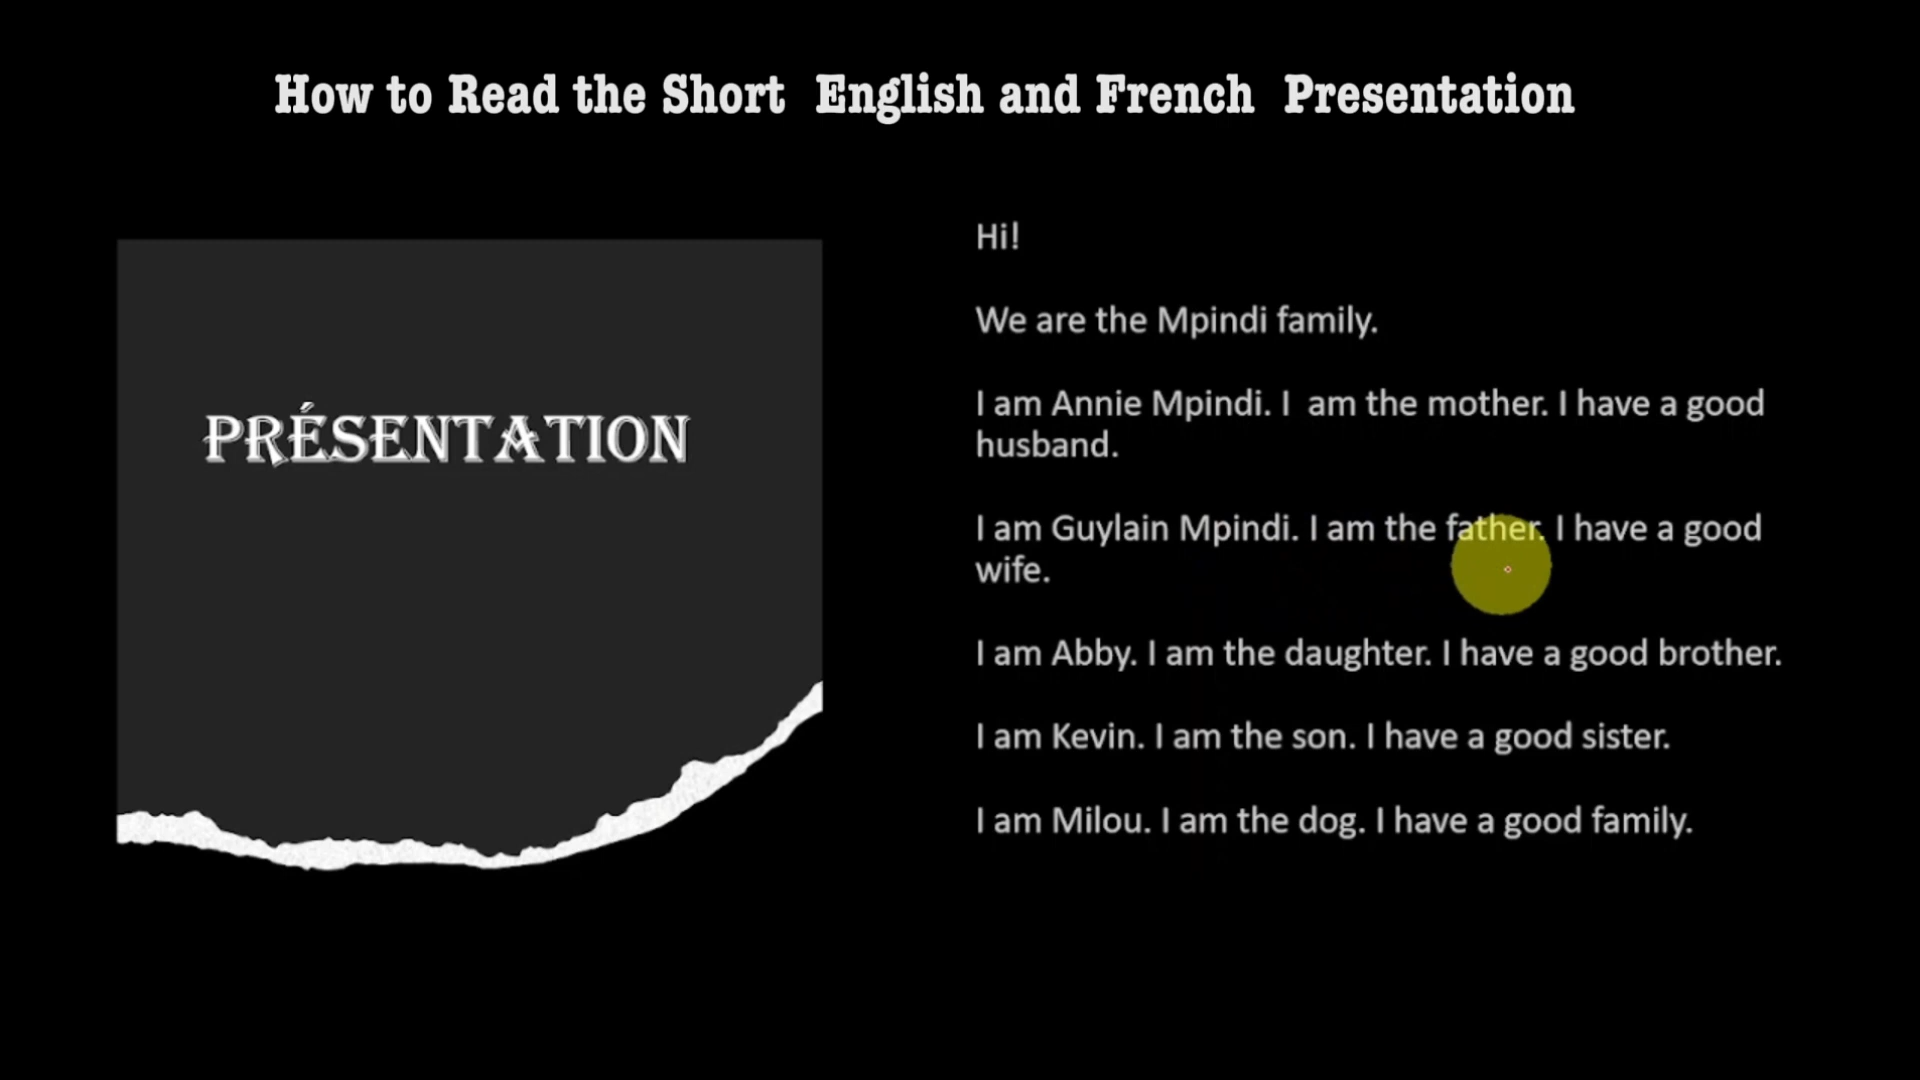 How to Read the Short English and French Presentation
PRÉSENTATION
Hi!
We are the Mpindi family.
I am Annie Mpindi. I am the mother. I have a good
husband.
I am Guylain Mpindi. I am the father. I have a good
wife.
I am Abby. I am the daughter. I have a good brother.
I am Kevin. I am the son. I have a good sister.
I am Milou. I am the dog. I have a good family.